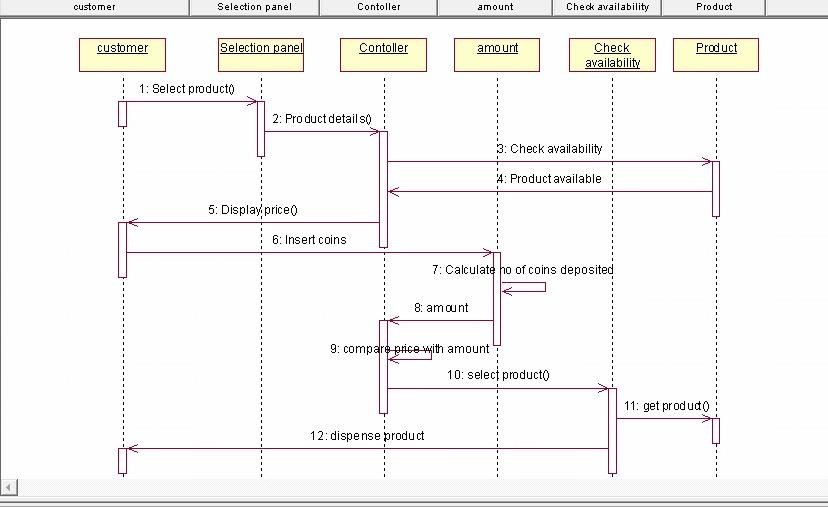 customer Selection panel Contoller amount Check availability Product
customer Selection panel Contoller amount Check Product
availability
1: Select product()
2: Product details()
3: Check availability
4: Product available
5: Display price()
6: Insert coins
7: Calculate no of coins deposited
8: amount
9: compare price with amount
10: select product()
11: get product()
12: dispense product